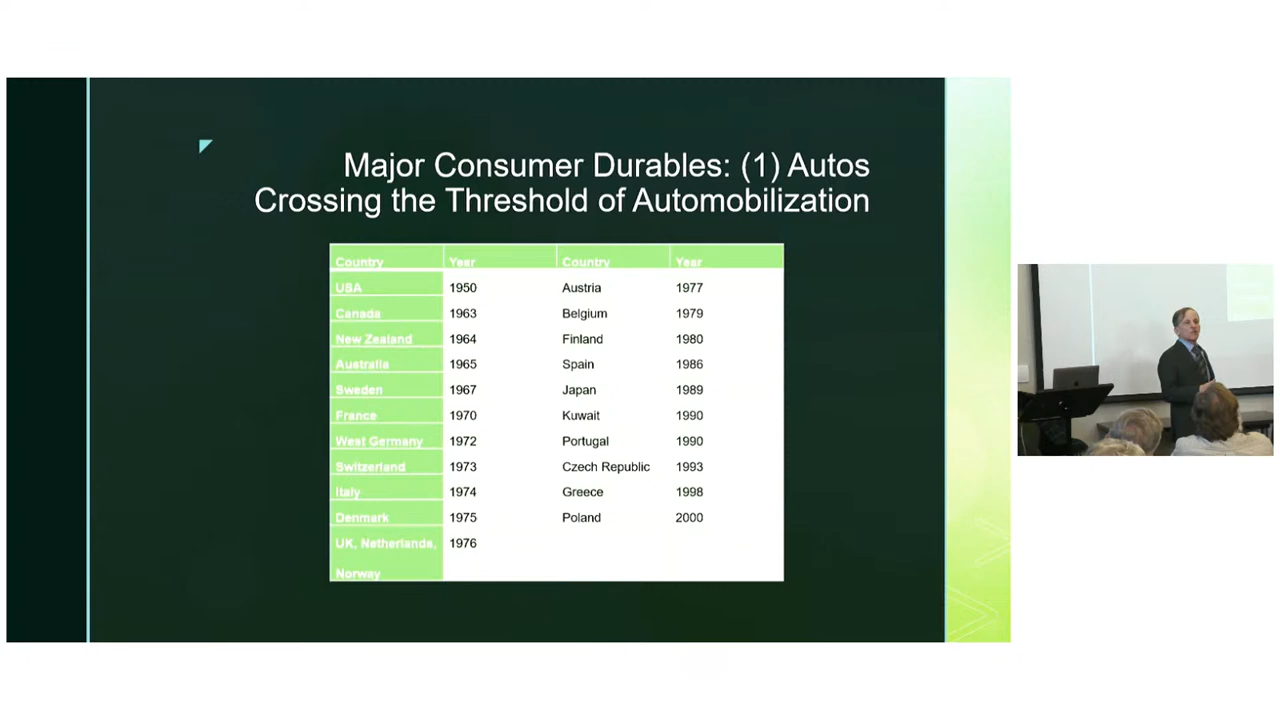 Major Consumer Durables: (1) Autos
Crossing the Threshold of Automobilization
Country Year Country Year
USA 1950 Austria 1977
Canada 1963 Belgium 1979
New Zealand 1964 Finland 1980
Australia 1965 Spain 1986
Sweden 1967 Japan 1989
France 1970 Kuwait 1990
West Germany 1972 Portugal 1990
Switzerland 1973 Czech Republic 1993
Italy 1974 Greece 1998
Denmark 1975 Poland 2000
UK, Netherlands, 1976
Norway